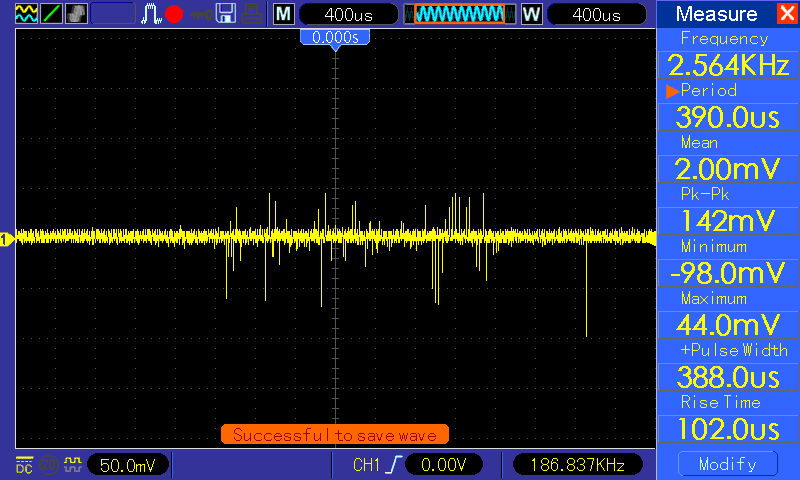 M 400us W 400us Measure
0.000s
Frequency
2.564KHz
Period
390.0us
Mean
2.00mV
Pk-Pk
142mV
Minimum
-98.0mV
Maximum
44.0mV
+Pulse Width
388.0us
Rise Time
102.0us
1
Successful to save wave
DC 50.0mV CH1 0.00V 186.837KHz Modify